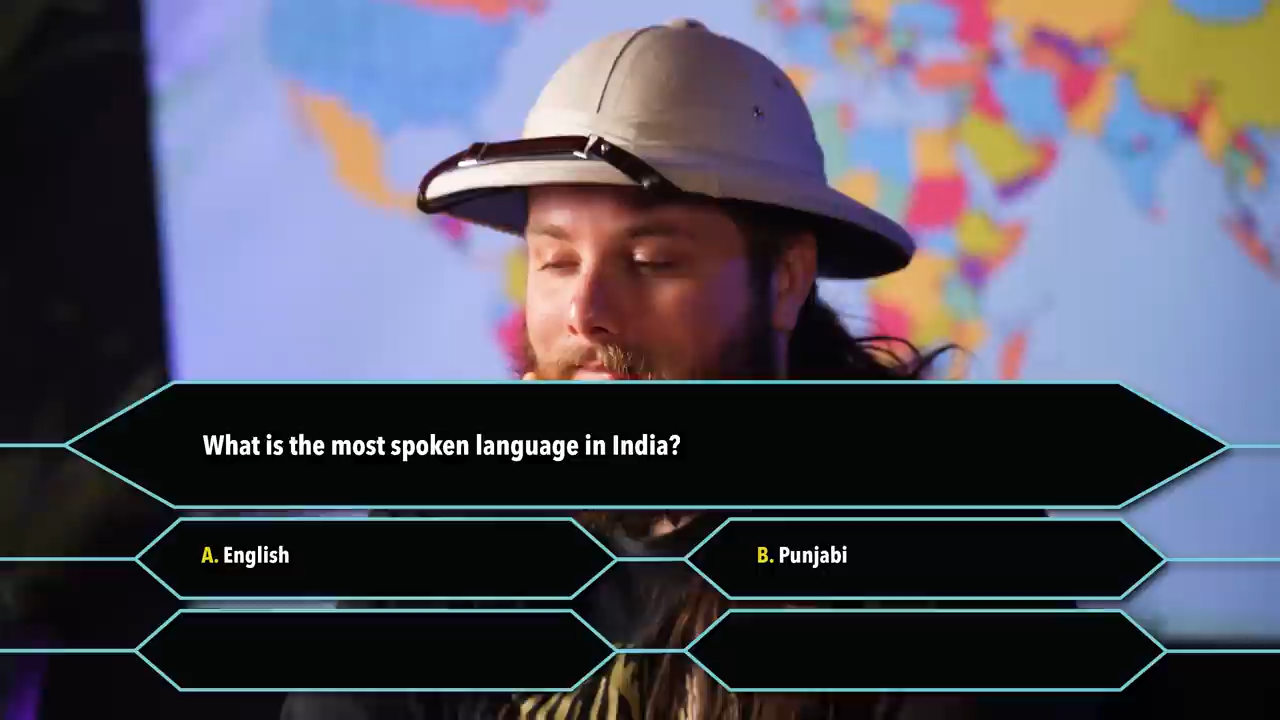 What is the most spoken language in India?
A. English
B. Punjabi